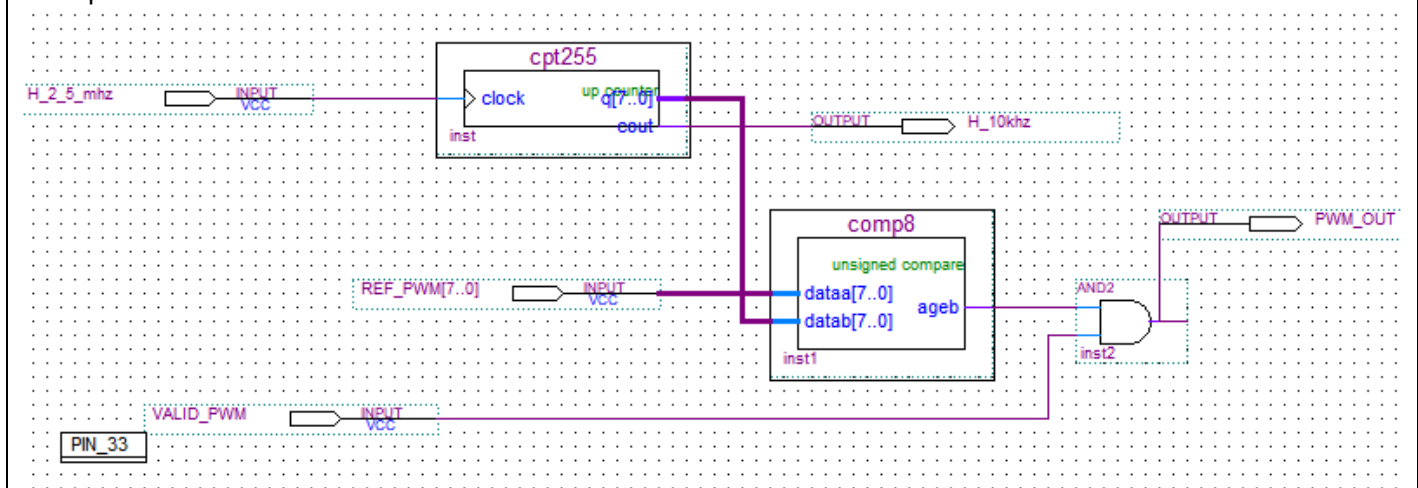 cpt255
H_2_5_mhz
INPUT
VCC
clock
up counter
q[7..0]
cout
inst
OUTPUT
H_10khz
comp8
OUTPUT
PWM_OUT
unsigned compare
REF_PWM[7..0]
INPUT
VCC
dataa[7..0]
datab[7..0]
ageb
AND2
inst1
inst2
VALID_PWM
INPUT
VCC
PIN_33